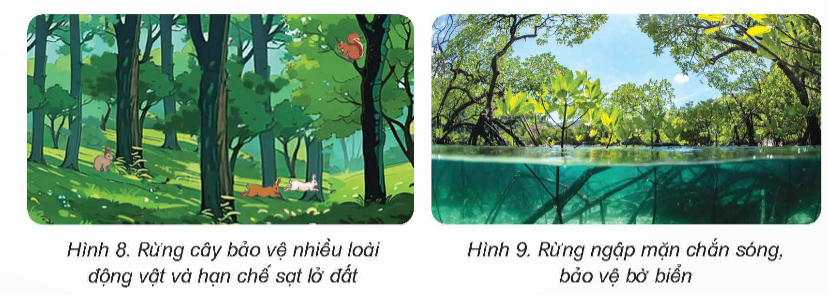 Hình 8. Rừng cây bảo vệ nhiều loài
động vật và hạn chế sạt lở đất
Hình 9. Rừng ngập mặn chắn sóng,
bảo vệ bờ biển